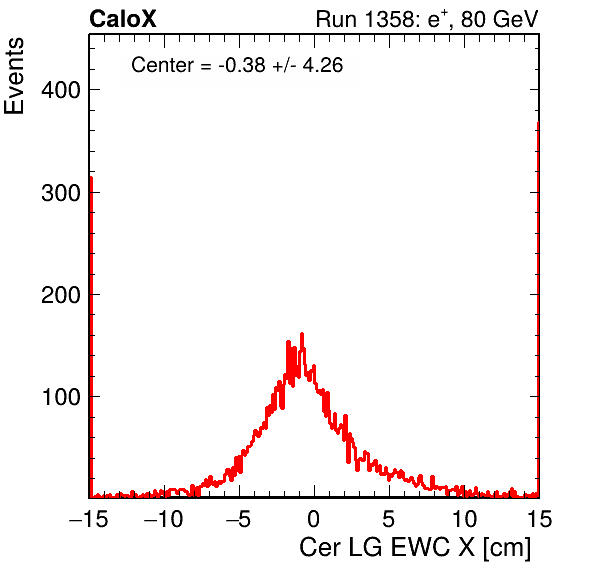 CaloX Run 1358: e+, 80 GeV
Center = -0.38 +/- 4.26
Events
400
300
200
100
−15 −10 −5 0 5 10 15
Cer LG EWC X [cm]